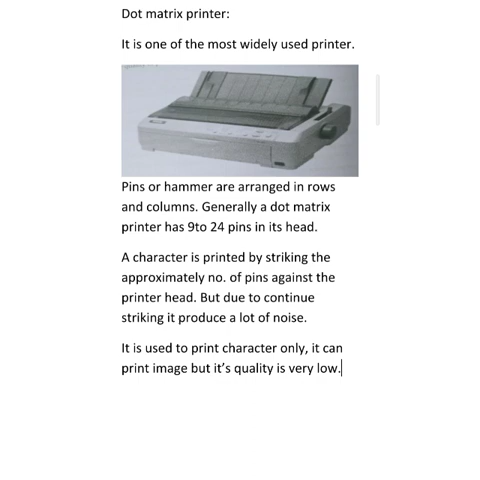 Dot matrix printer:
It is one of the most widely used printer.
Pins or hammer are arranged in rows
and columns. Generally a dot matrix
printer has 9to 24 pins in its head.
A character is printed by striking the
approximately no. of pins against the
printer head. But due to continue
striking it produce a lot of noise.
It is used to print character only, it can
print image but it’s quality is very low.